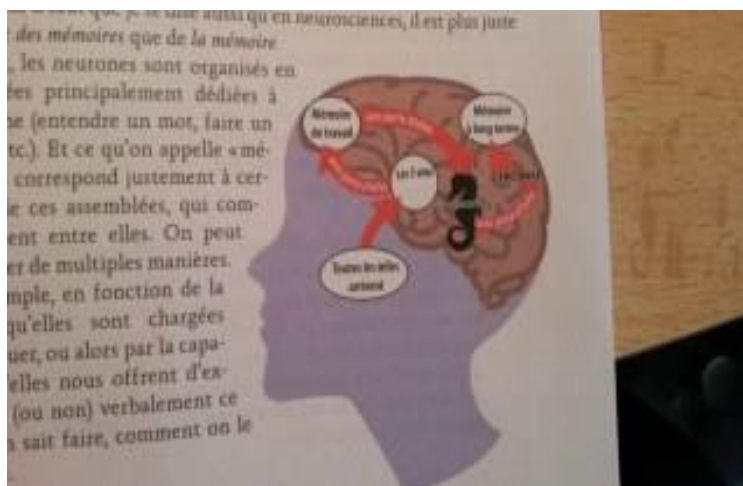 aussi qu'en neurosciences, il est plus juste
des mémoires que de la mémoire
, les neurones sont organisés en
ées principalement dédiées à
ne (entendre un mot, faire un
tc.). Et ce qu'on appelle «mé-
correspond justement à cer-
e ces assemblées, qui com-
ent entre elles. On peut
er de multiples manières.
mple, en fonction de la
qu'elles sont chargées
uer, ou alors par la capa-
'elles nous offrent d'ex-
(ou non) verbalement ce
n sait faire, comment on le
Mémoire
de travail
Mémoire
à long terme
Les 5 sens
Toutes les infos